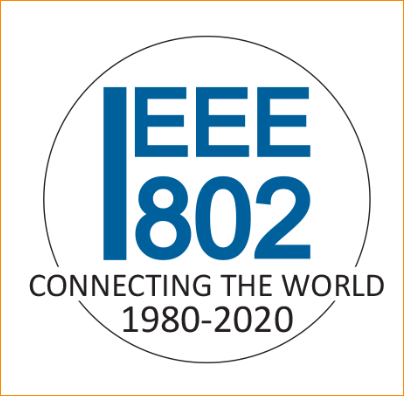 IEEE
802
CONNECTING THE WORLD
1980-2020